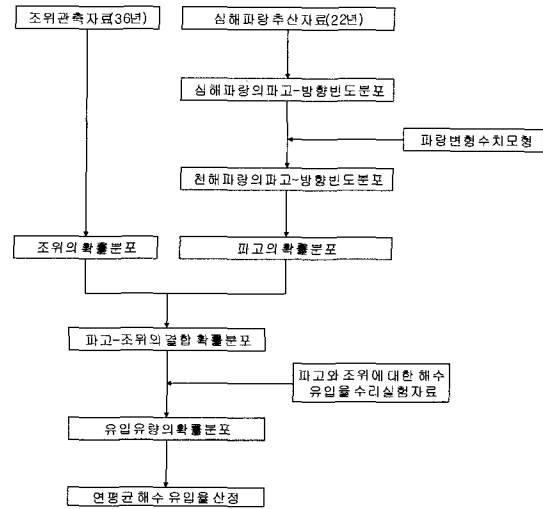 조위관측자료(36년)
심해파랑추산자료(22년)
심해파랑의파고-방향빈도분포
파랑변형수치모형
천해파랑의파고-방향빈도분포
조위의확률분포
파고의확률분포
파고-조위의결합확률분포
파고와조위에대한해수
유입율수리실험자료
유입유량의확률분포
연평균해수유입율산정